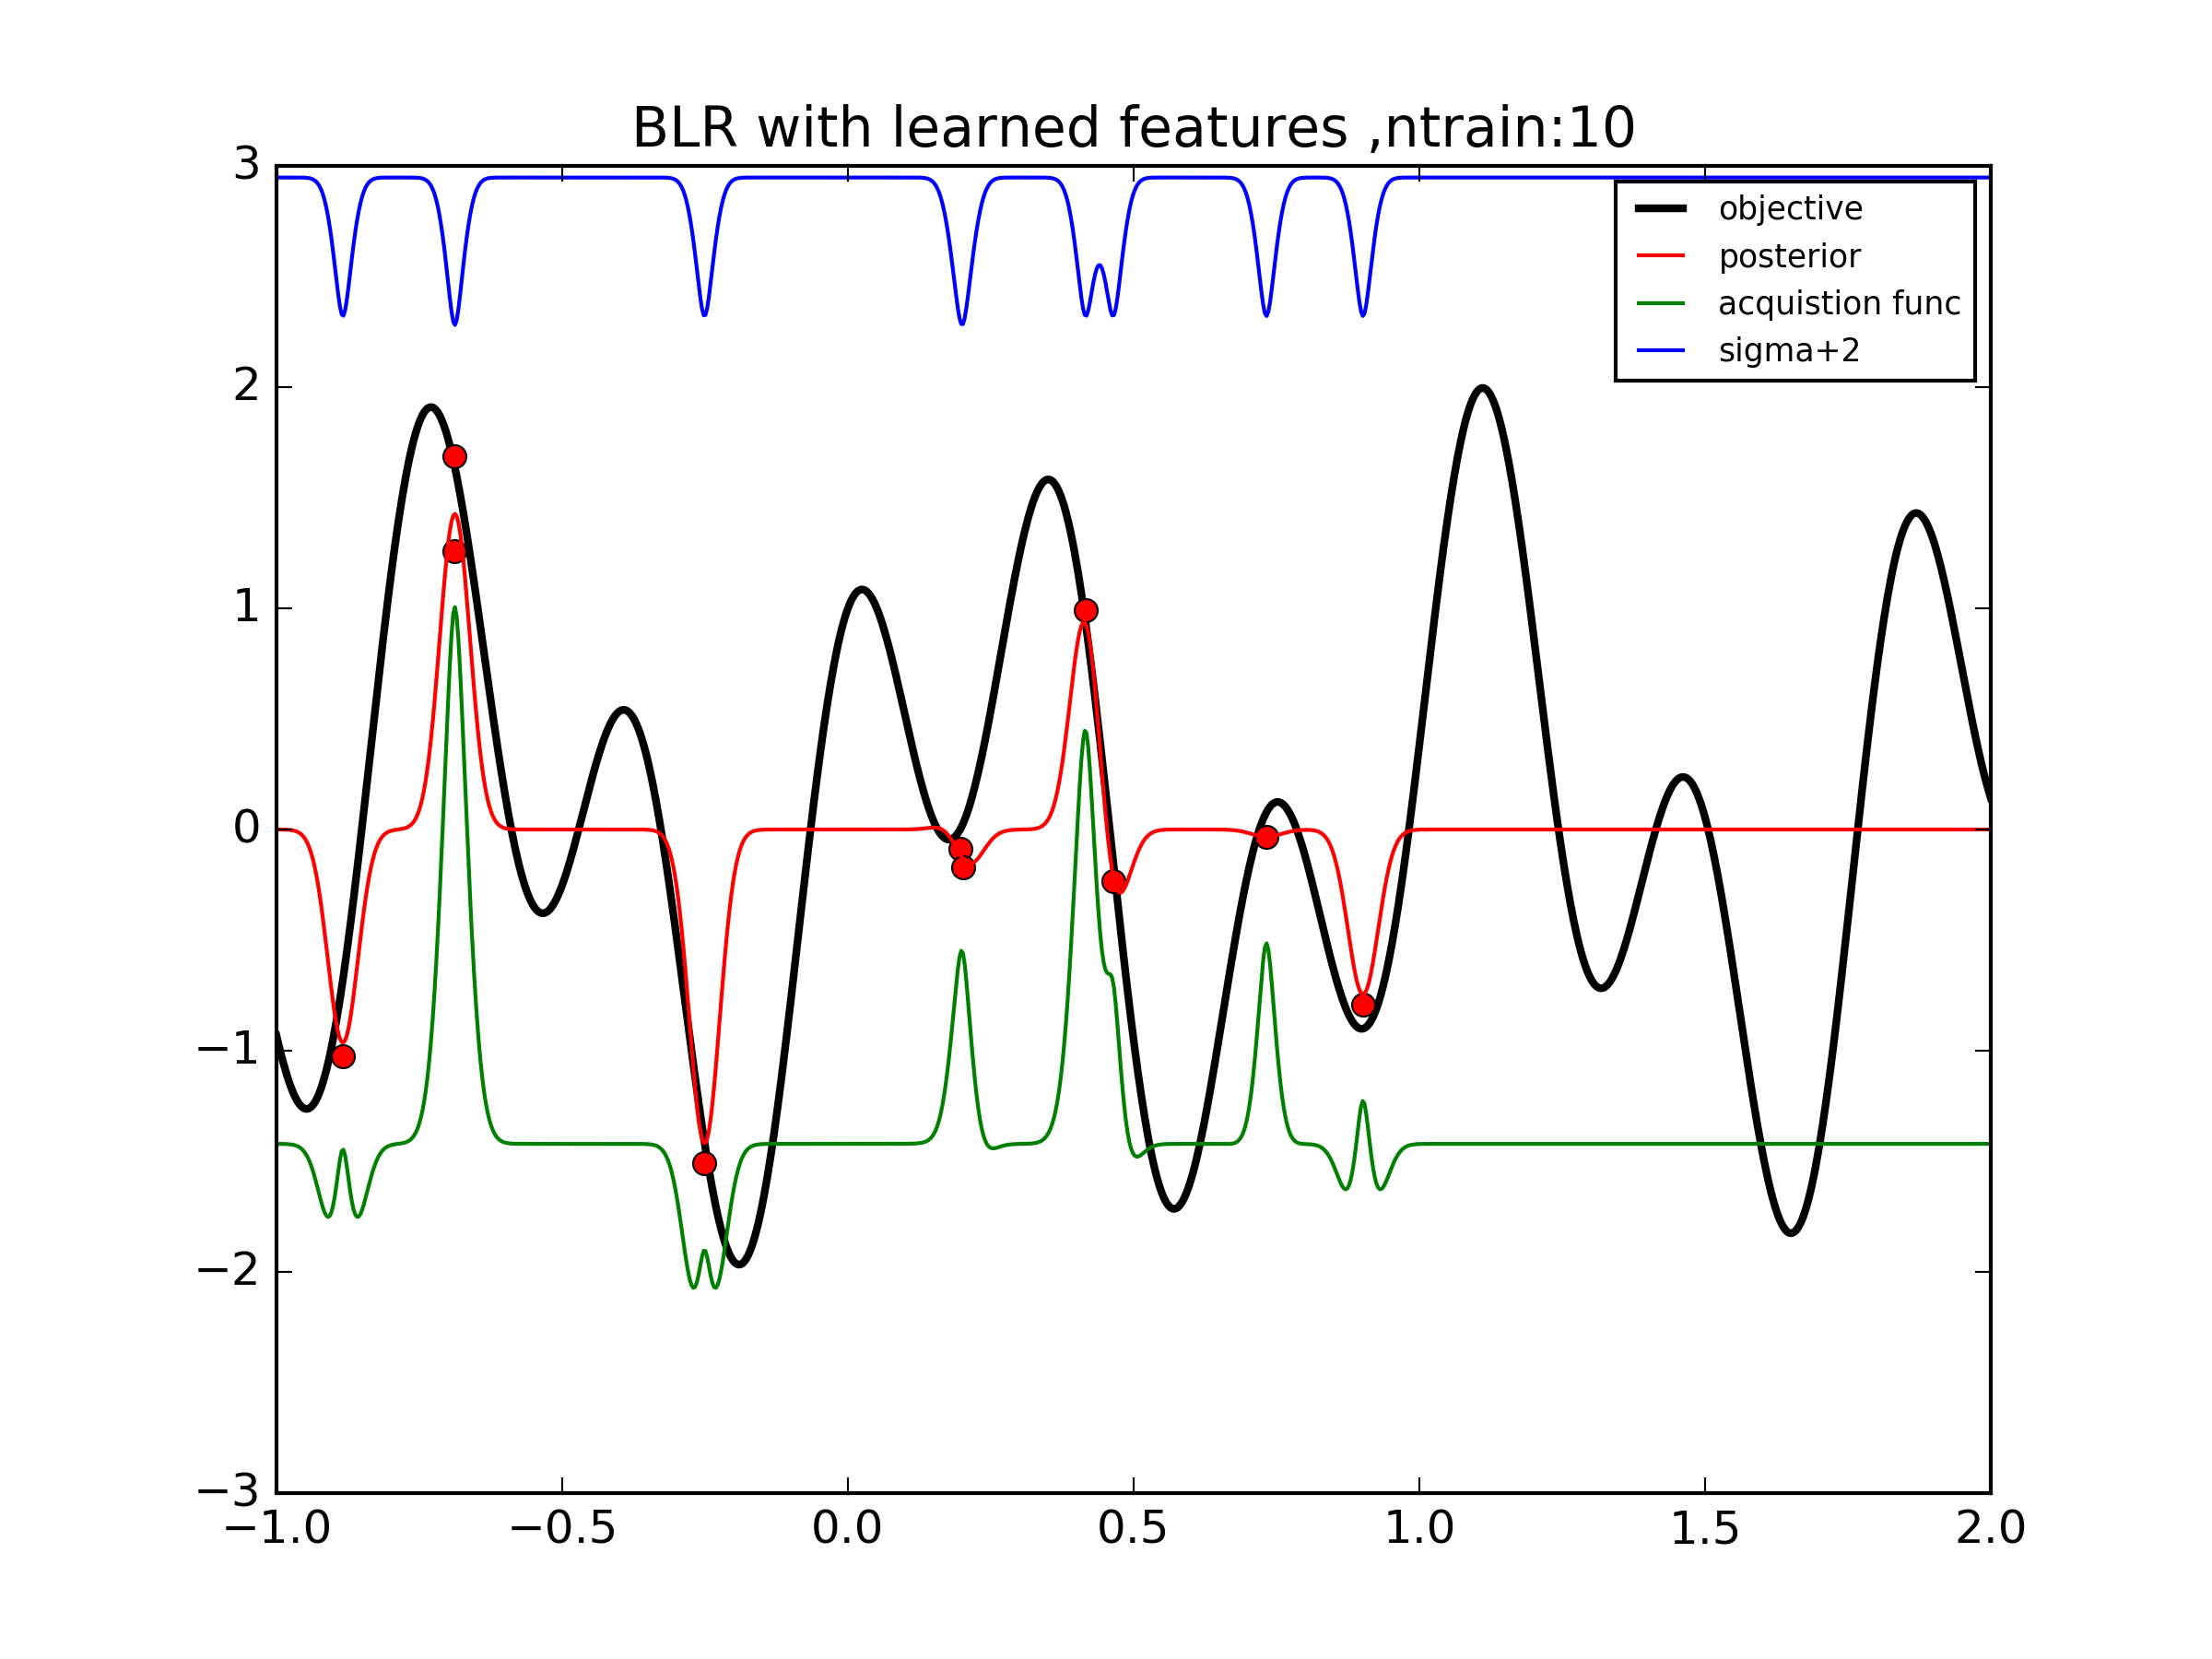 BLR with learned features ,ntrain:10
3
objective
posterior
acquistion func
sigma+2
2
1
0
−1
−2
−3
−1.0 −0.5 0.0 0.5 1.0 1.5 2.0